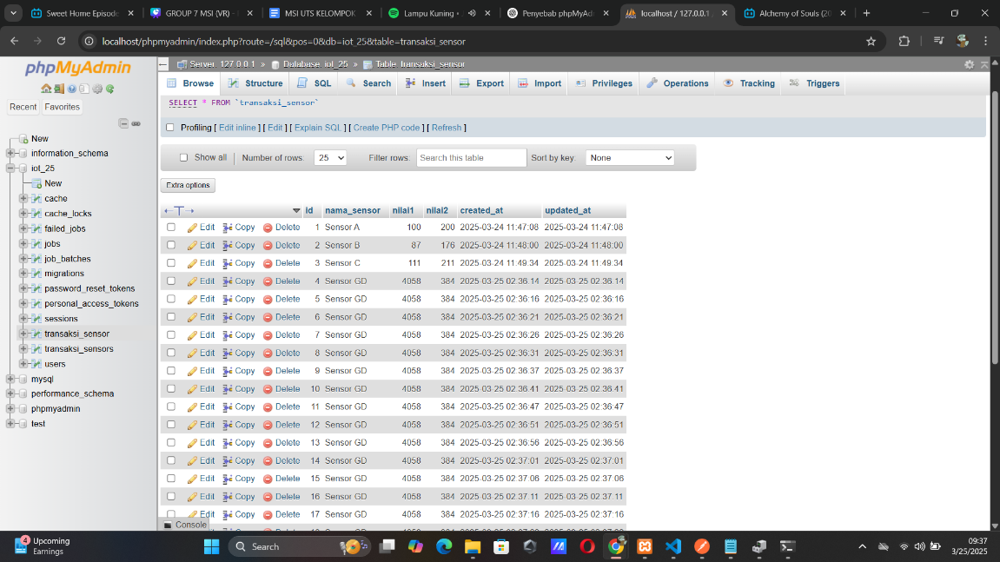 Sweet Home Episode
GROUP 7 MSI (VR) -
MSI UTS KELOMPOK
Lampu Kuning •
Penyebab phpMyAdm
localhost / 127.0.0.1
Alchemy of Souls (20
localhost/phpmyadmin/index.php?route=/sql&pos=0&db=iot_25&table=transaksi_sensor
phpMyAdmin
Recent
Favorites
New
information_schema
iot_25
New
cache
cache_locks
failed_jobs
jobs
job_batches
migrations
password_reset_tokens
personal_access_tokens
sessions
transaksi_sensor
transaksi_sensors
users
mysql
performance_schema
phpmyadmin
test
Server: 127.0.0.1 » Database: iot_25 » Table: transaksi_sensor
Browse Structure SQL Search Insert Export Import Privileges Operations Tracking Triggers
SELECT * FROM `transaksi_sensor`
Profiling [ Edit inline ] [ Edit ] [ Explain SQL ] [ Create PHP code ] [ Refresh ]
Show all Number of rows: 25 Filter rows: Search this table Sort by key: None
Extra options
←T→ id nama_sensor nilai1 nilai2 created_at updated_at
Edit Copy Delete 1 Sensor A 100 200 2025-03-24 11:47:08 2025-03-24 11:47:08
Edit Copy Delete 2 Sensor B 87 176 2025-03-24 11:48:00 2025-03-24 11:48:00
Edit Copy Delete 3 Sensor C 111 211 2025-03-24 11:49:34 2025-03-24 11:49:34
Edit Copy Delete 4 Sensor GD 4058 384 2025-03-25 02:36:14 2025-03-25 02:36:14
Edit Copy Delete 5 Sensor GD 4058 384 2025-03-25 02:36:16 2025-03-25 02:36:16
Edit Copy Delete 6 Sensor GD 4058 384 2025-03-25 02:36:21 2025-03-25 02:36:21
Edit Copy Delete 7 Sensor GD 4058 384 2025-03-25 02:36:26 2025-03-25 02:36:26
Edit Copy Delete 8 Sensor GD 4058 384 2025-03-25 02:36:31 2025-03-25 02:36:31
Edit Copy Delete 9 Sensor GD 4058 384 2025-03-25 02:36:37 2025-03-25 02:36:37
Edit Copy Delete 10 Sensor GD 4058 384 2025-03-25 02:36:41 2025-03-25 02:36:41
Edit Copy Delete 11 Sensor GD 4058 384 2025-03-25 02:36:47 2025-03-25 02:36:47
Edit Copy Delete 12 Sensor GD 4058 384 2025-03-25 02:36:51 2025-03-25 02:36:51
Edit Copy Delete 13 Sensor GD 4058 384 2025-03-25 02:36:56 2025-03-25 02:36:56
Edit Copy Delete 14 Sensor GD 4058 384 2025-03-25 02:37:01 2025-03-25 02:37:01
Edit Copy Delete 15 Sensor GD 4058 384 2025-03-25 02:37:06 2025-03-25 02:37:06
Edit Copy Delete 16 Sensor GD 4058 384 2025-03-25 02:37:11 2025-03-25 02:37:11
Edit Copy Delete 17 Sensor GD 4058 384 2025-03-25 02:37:16 2025-03-25 02:37:16
Console
4
Upcoming
Earnings
Search
09:37
3/25/2025